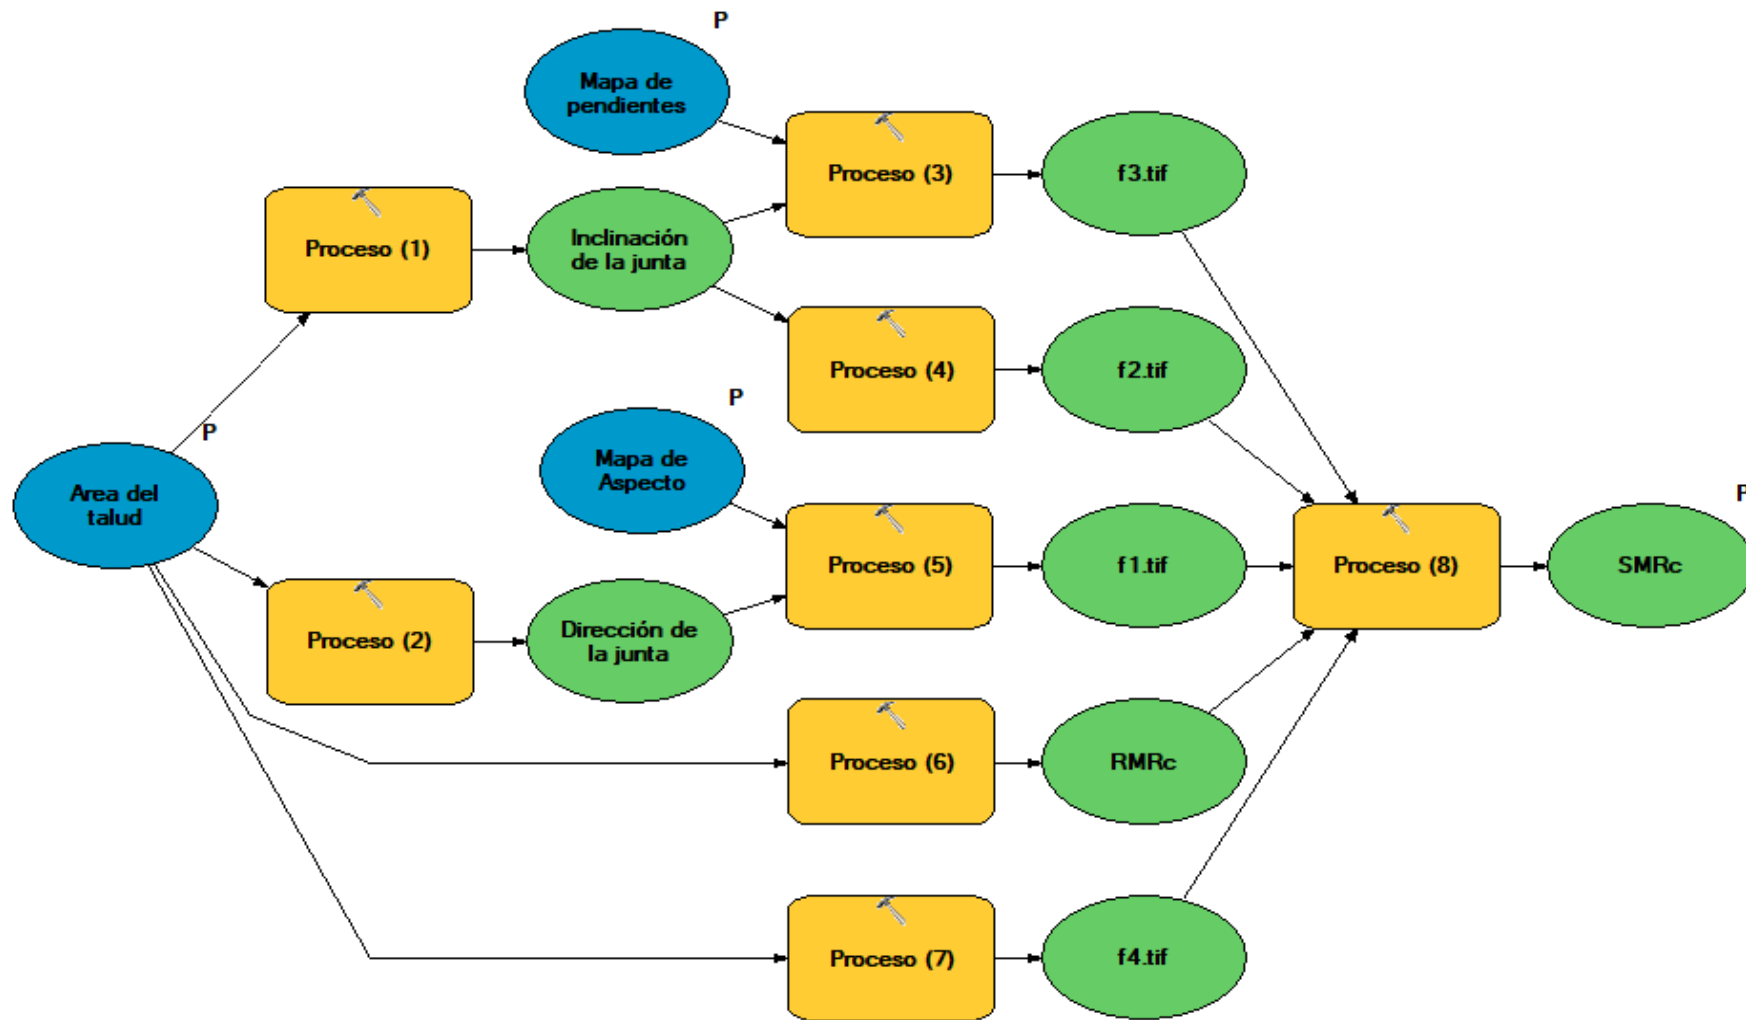 P
Mapa de
pendientes
Proceso (3)
f3.tif
Proceso (1)
Inclinación
de la junta
Proceso (4)
f2.tif
P
P
Mapa de
Aspecto
Area del
talud
P
Proceso (5)
f1.tif
Proceso (8)
SMRc
Proceso (2)
Dirección de
la junta
Proceso (6)
RMRc
Proceso (7)
f4.tif